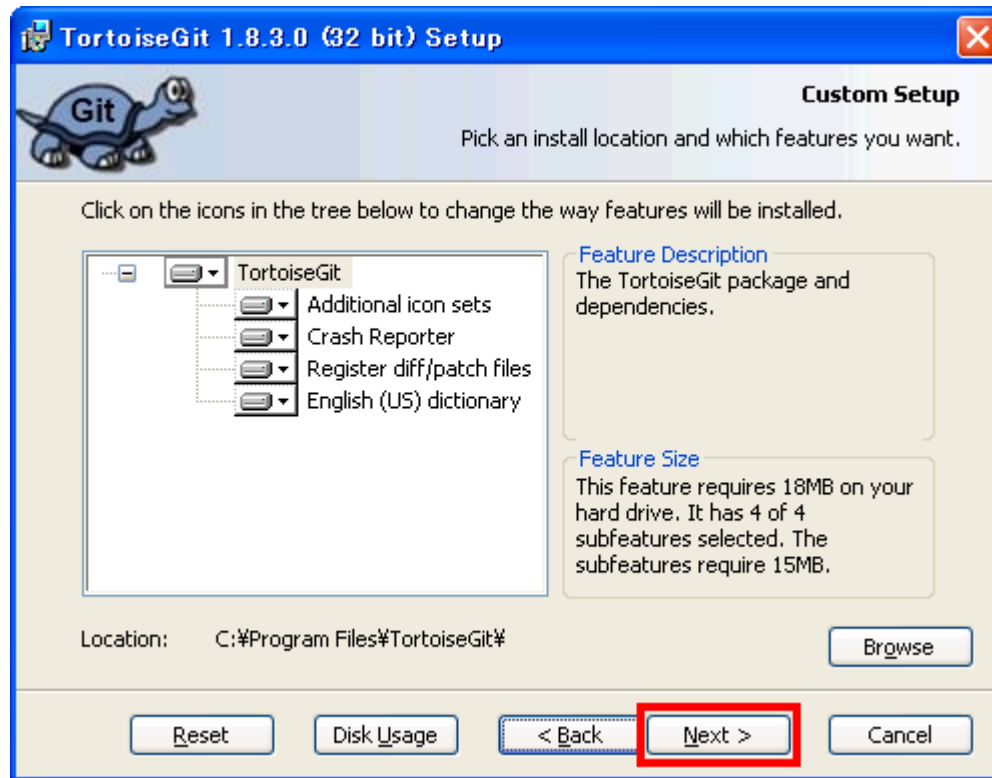 TortoiseGit 1.8.3.0 (32 bit) Setup
Git
Custom Setup
Pick an install location and which features you want.
Click on the icons in the tree below to change the way features will be installed.
TortoiseGit
Additional icon sets
Crash Reporter
Register diff/patch files
English (US) dictionary
Feature Description
The TortoiseGit package and
dependencies.
Feature Size
This feature requires 18MB on your
hard drive. It has 4 of 4
subfeatures selected. The
subfeatures require 15MB.
Location: C:¥Program Files¥TortoiseGit¥
Browse
Reset Disk Usage < Back Next > Cancel